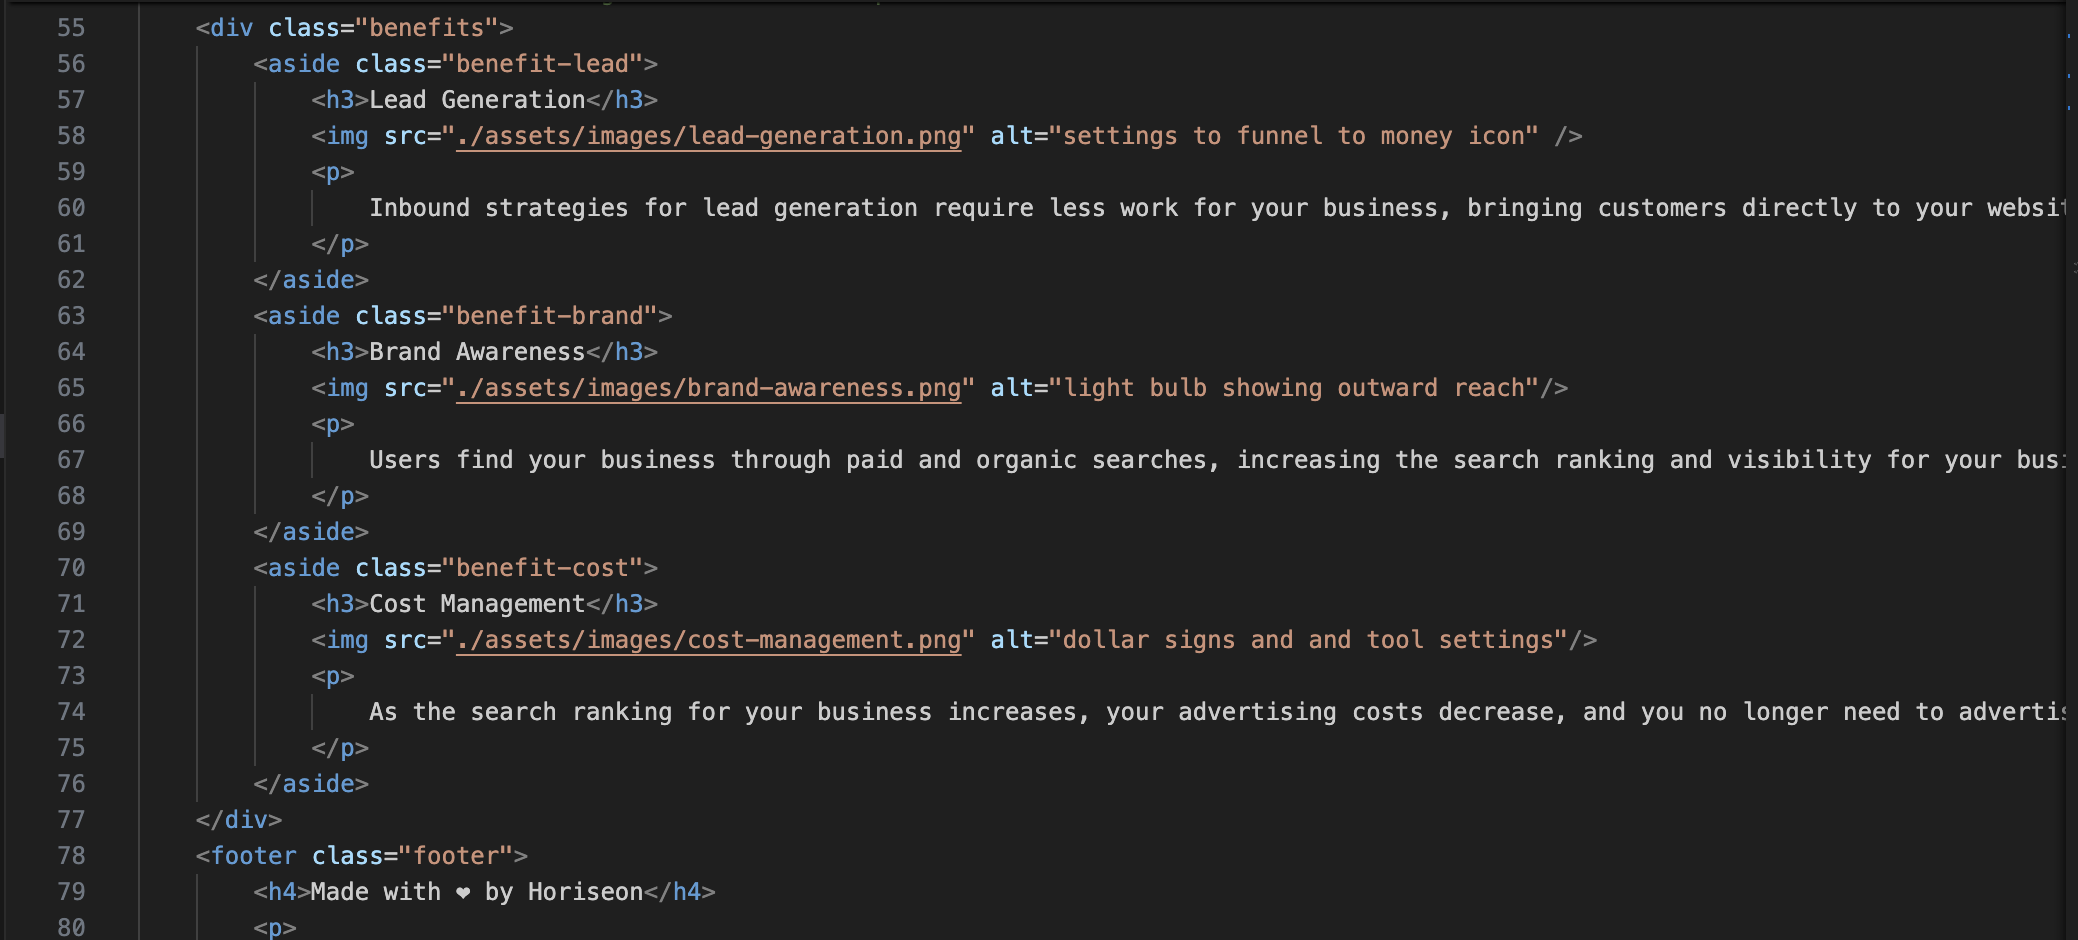 55 <div class="benefits">
56 <aside class="benefit-lead">
57 <h3>Lead Generation</h3>
58 <img src="./assets/images/lead-generation.png" alt="settings to funnel to money icon" />
59 <p>
60 Inbound strategies for lead generation require less work for your business, bringing customers directly to your
61 </p>
62 </aside>
63 <aside class="benefit-brand">
64 <h3>Brand Awareness</h3>
65 <img src="./assets/images/brand-awareness.png" alt="light bulb showing outward reach"/>
66 <p>
67 Users find your business through paid and organic searches, increasing the search ranking and visibility for your
68 </p>
69 </aside>
70 <aside class="benefit-cost">
71 <h3>Cost Management</h3>
72 <img src="./assets/images/cost-management.png" alt="dollar signs and and tool settings"/>
73 <p>
74 As the search ranking for your business increases, your advertising costs decrease, and you no longer need to
75 </p>
76 </aside>
77 </div>
78 <footer class="footer">
79 <h4>Made with ❤ by Horiseon</h4>
80 <p>